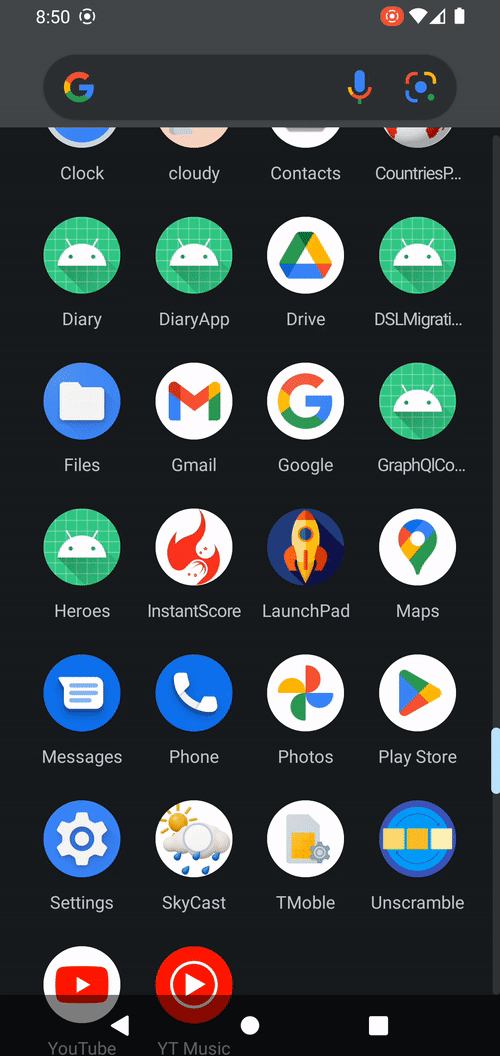 8:50
Clock cloudy Contacts CountriesP...
Diary DiaryApp Drive DSLMigrati...
Files Gmail Google GraphQlCo...
Heroes InstantScore LaunchPad Maps
Messages Phone Photos Play Store
Settings SkyCast TMoble Unscramble
YouTube YT Music